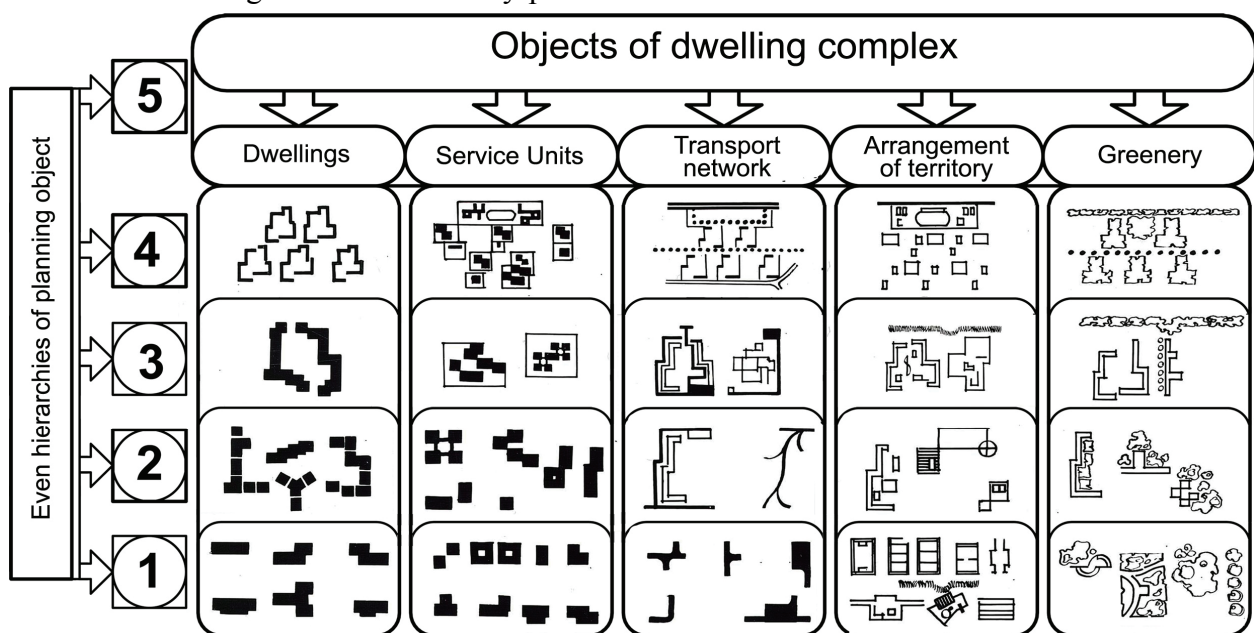 Objects of dwelling complex
5
Dwellings
Service Units
Transport
network
Arrangement
of territory
Greenery
Even hierarchies of planning object
4
3
2
1